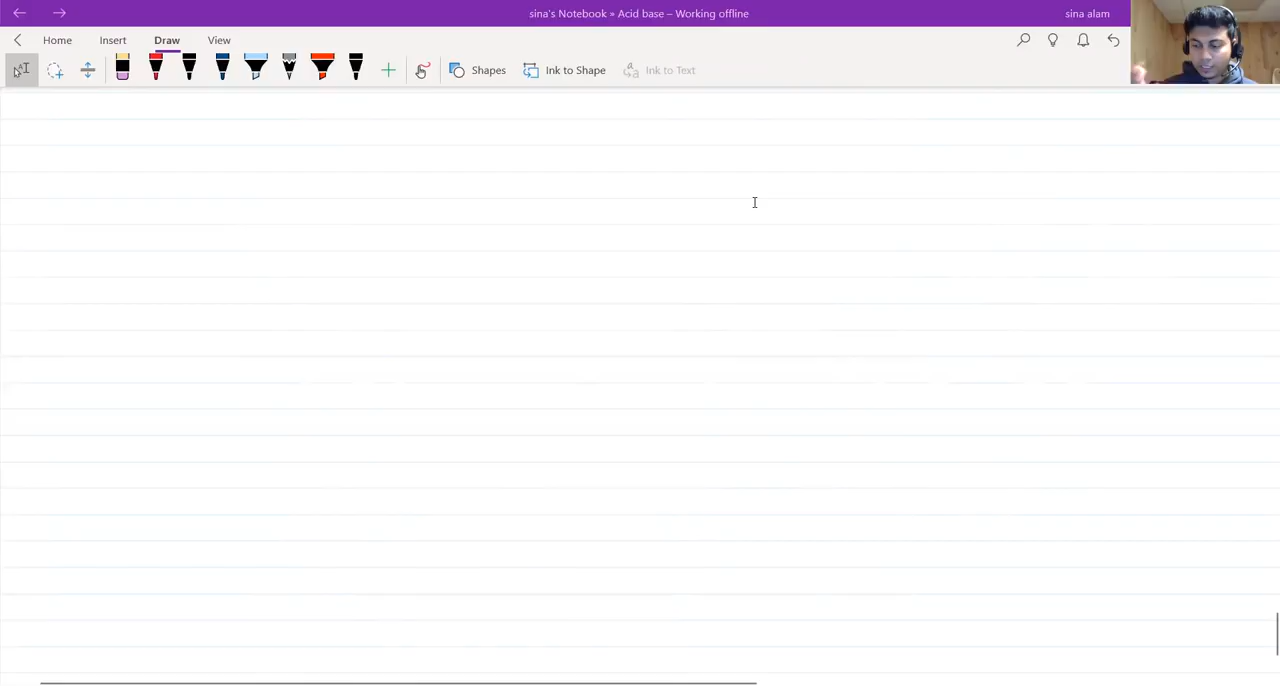 sina's Notebook » Acid base – Working offline
sina alam
Home
Insert
Draw
View
Shapes
Ink to Shape
Ink to Text